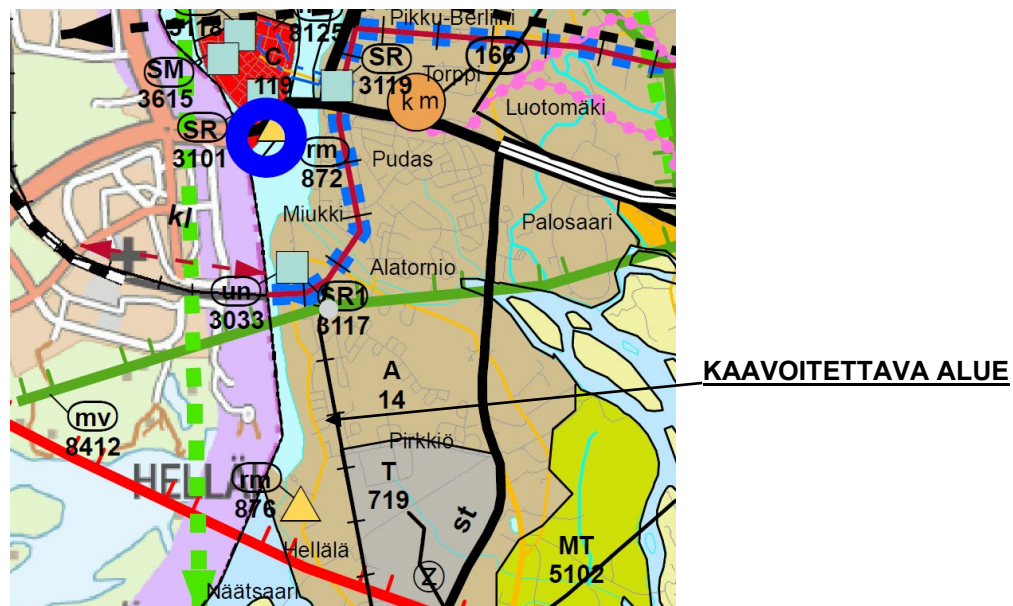 Pikku-Berliini
3118
8125
C
119
SR
3119
166
Torppi
k m
Luotomäki
SM
3615
SR
3101
rm
872
Pudas
kl
Miukki
Palosaari
Alatornio
un
3033
SR1
3117
A
14
KAAVOITETTAVA ALUE
mv
8412
Pirkkiö
HELLÄ
rm
876
T
719
st
Hellälä
MT
5102
Z
Näätsaari